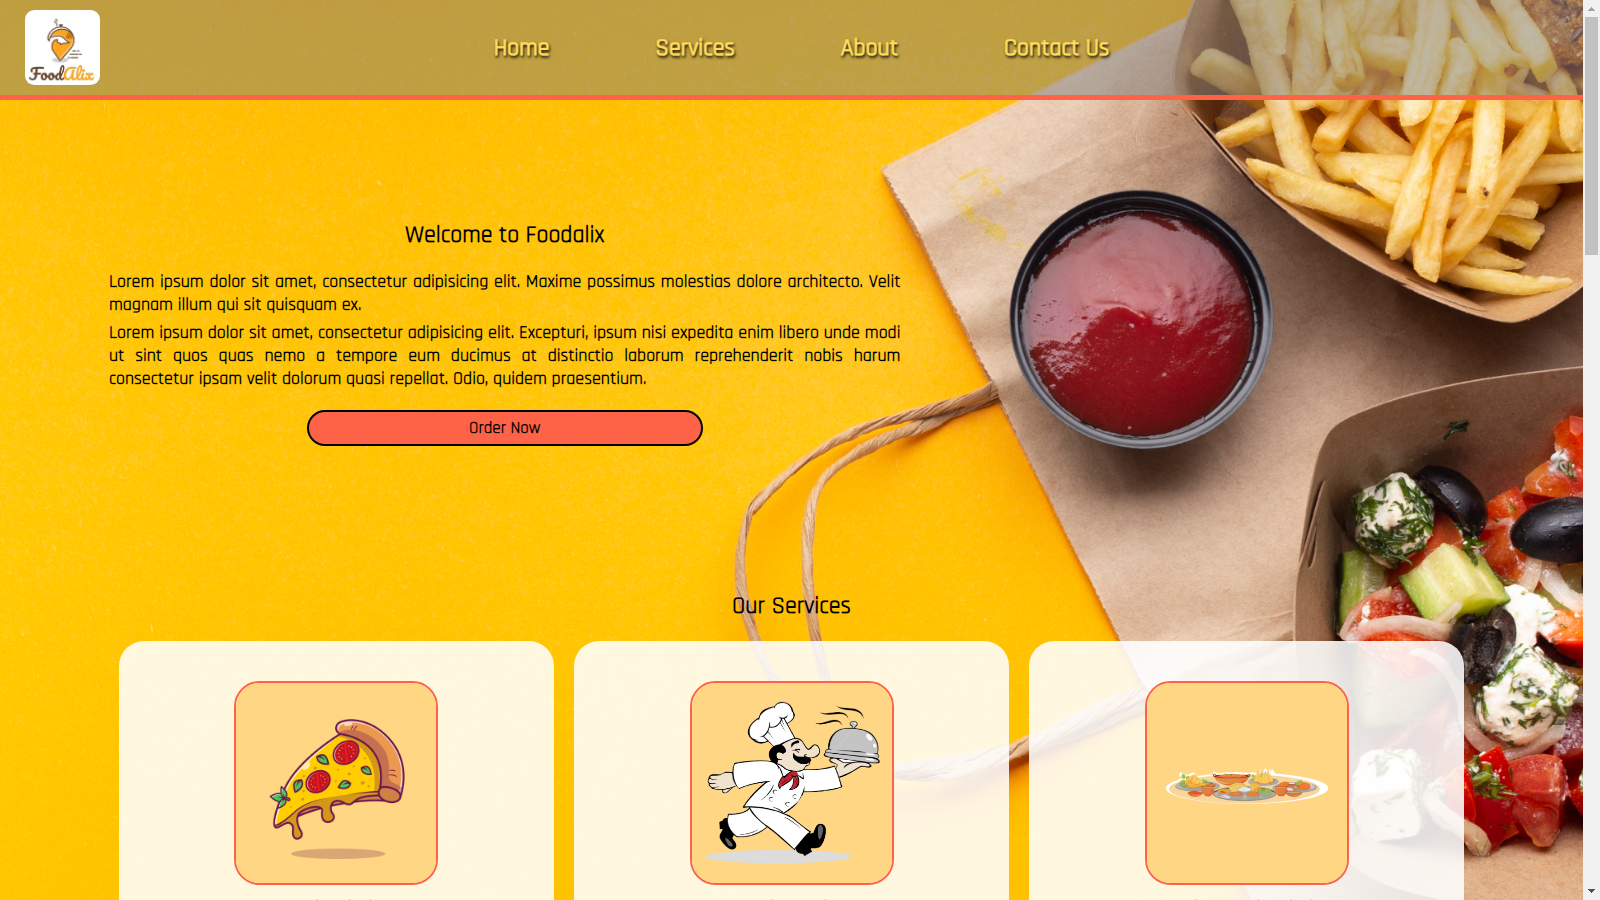 FoodAlix
Home Services About Contact Us
Welcome to Foodalix
Lorem ipsum dolor sit amet, consectetur adipisicing elit. Maxime possimus molestias dolore architecto. Velit
magnam illum qui sit quisquam ex.
Lorem ipsum dolor sit amet, consectetur adipisicing elit. Excepturi, ipsum nisi expedita enim libero unde modi
ut sint quos quas nemo a tempore eum ducimus at distinctio laborum reprehenderit nobis harum
consectetur ipsam velit dolorum quasi repellat. Odio, quidem praesentium.
Order Now
Our Services